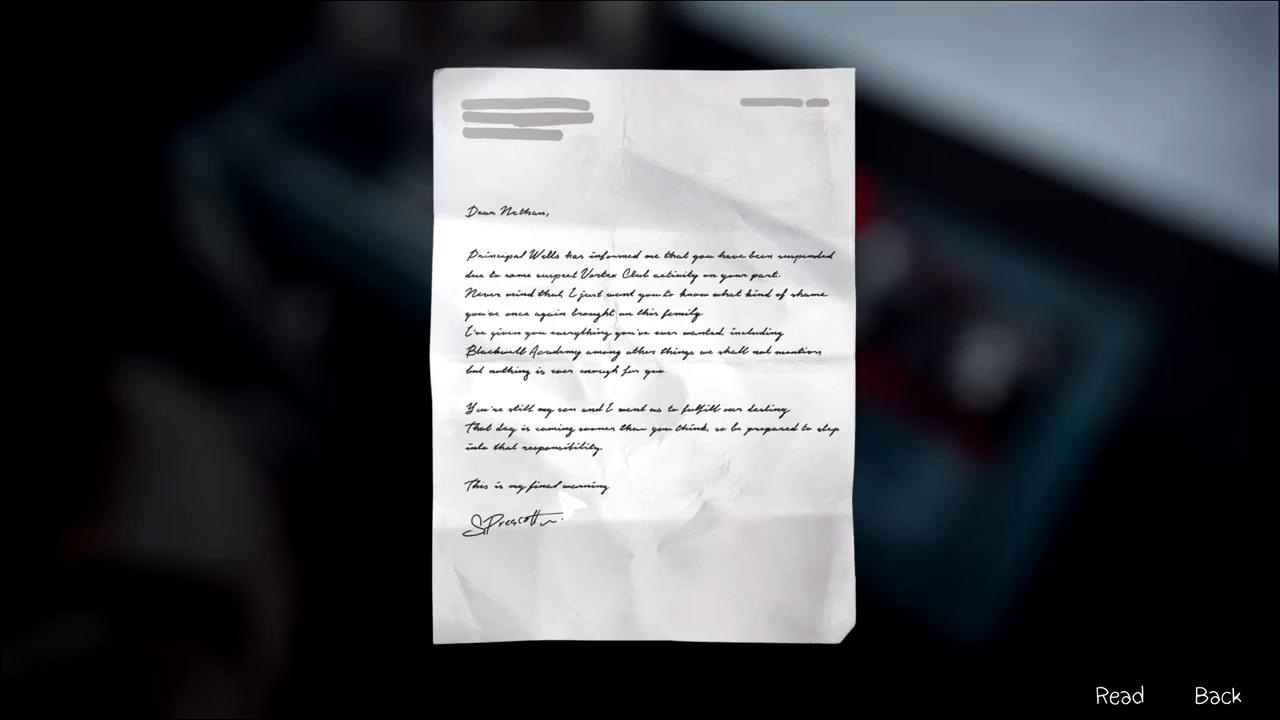 Dear Nathan,
Principal Wells has informed me that you have been suspended
due to some suspect Vortex Club activity on your part.
Never mind that, I just want you to know what kind of shame
you've once again brought on this family
I've given you everything you've ever wanted, including
Blackwell Academy among other things we shall not mention,
but nothing is ever enough for you.
You're still my son and I want us to fulfill our destiny
That day is coming sooner than you think, so be prepared to step
into that responsibility.
This is my final warning
S.Prescott
Read
Back